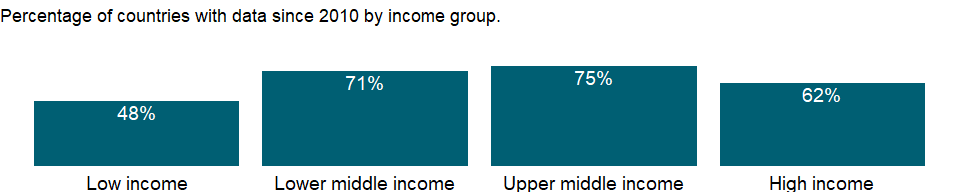 Percentage of countries with data since 2010 by income group.
75%
71%
62%
48%
Low income Lower middle income Upper middle income High income